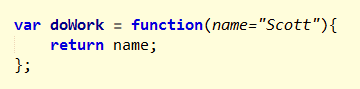 var doWork = function(name="Scott"){
    return name;
};